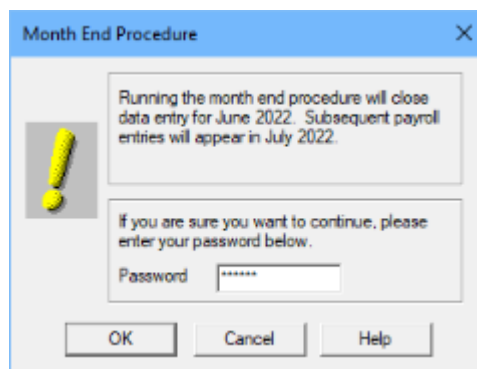 Month End Procedure
Running the month end procedure will close
data entry for June 2022.  Subsequent payroll
entries will appear in July 2022.
If you are sure you want to continue, please
enter your password below.
Password ******
OK Cancel Help